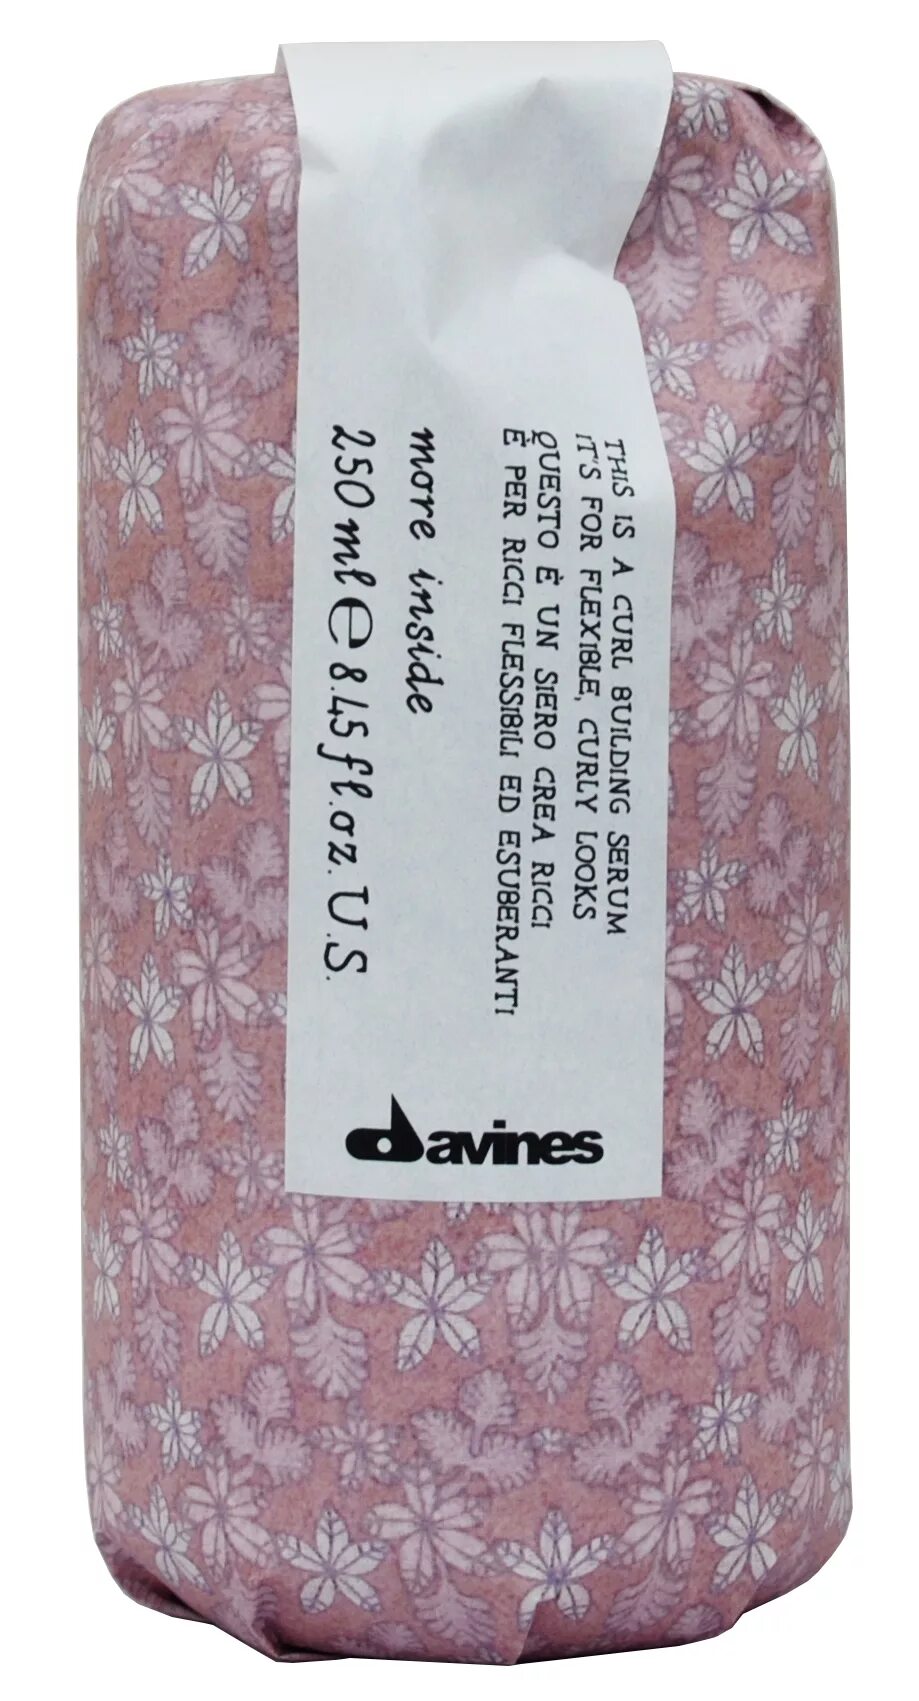 THIS IS A CURL BUILDING SERUM
IT'S FOR FLEXIBLE, CURLY LOOKS
QUESTO È UN SIERO CREA RICCI
È PER RICCI FLESSIBILI ED ESUBERANTI
more inside
250 ml ℮ 8.45 fl.oz. U.S.
davines